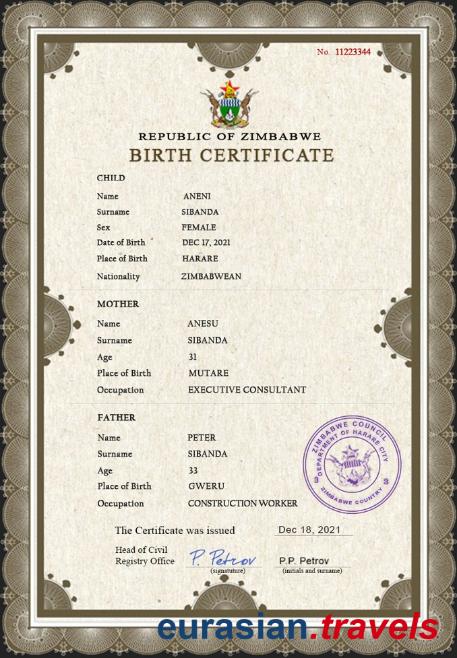 No. 11223344
REPUBLIC OF ZIMBABWE
BIRTH CERTIFICATE
CHILD
Name ANENI
Surname SIBANDA
Sex FEMALE
Date of Birth DEC 17, 2021
Place of Birth HARARE
Nationality ZIMBABWEAN
MOTHER
Name ANESU
Surname SIBANDA
Age 31
Place of Birth MUTARE
Occupation EXECUTIVE CONSULTANT
FATHER
Name PETER
Surname SIBANDA
Age 33
Place of Birth GWERU
Occupation CONSTRUCTION WORKER
ZIMBABWE COUNCIL
DEPARTMENT OF HARARE CITY
3 3
ZIMBABWE COUNTRY
The Certificate was issued Dec 18, 2021
Head of Civil
Registry Office P. Petrov P.P. Petrov
(signature) (initials and surname)
eurasian.travels